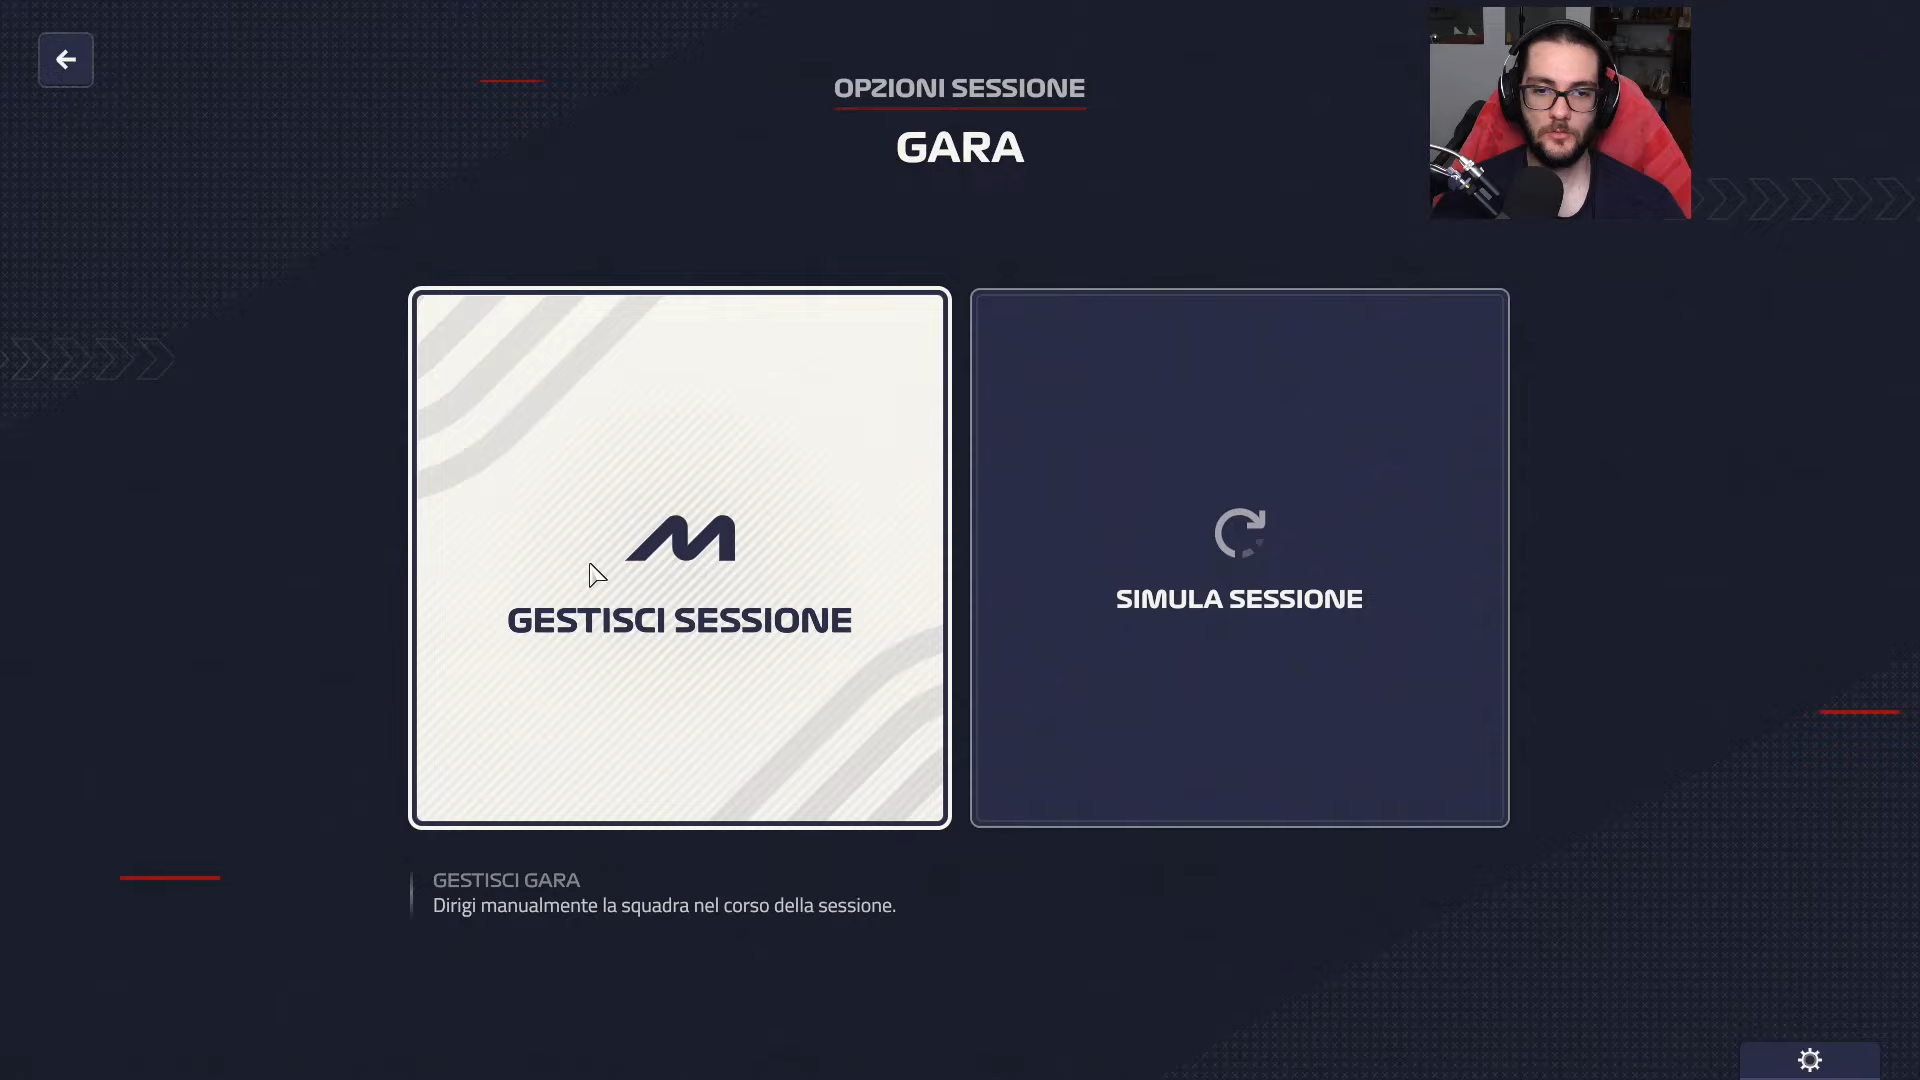 OPZIONI SESSIONE
GARA
GESTISCI SESSIONE
SIMULA SESSIONE
GESTISCI GARA
Dirigi manualmente la squadra nel corso della sessione.